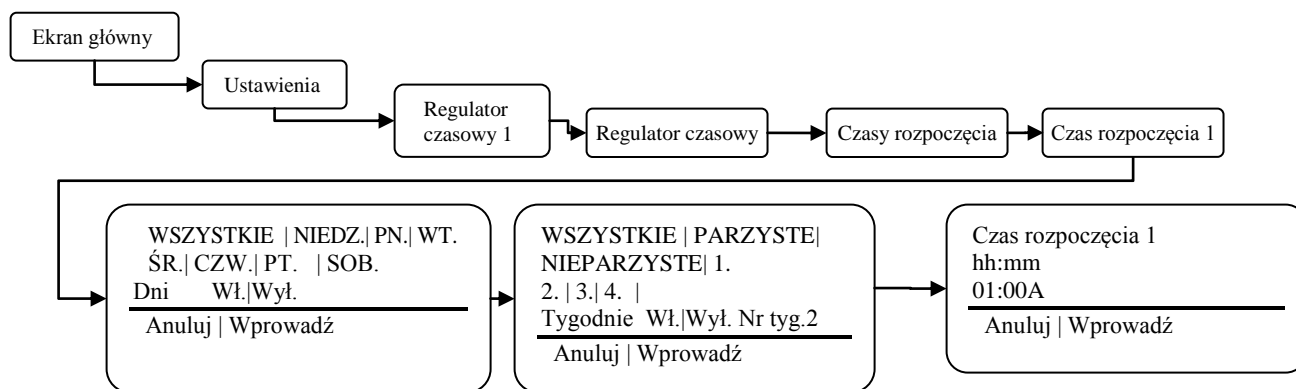 Ekran główny
Ustawienia
Regulator
czasowy 1
Regulator czasowy
Czasy rozpoczęcia
Czas rozpoczęcia 1
WSZYSTKIE | NIEDZ.| PN.| WT.
ŚR.| CZW.| PT. | SOB.
Dni Wł.|Wył.
Anuluj | Wprowadź
WSZYSTKIE | PARZYSTE|
NIEPARZYSTE| 1.
2. | 3.| 4. |
Tygodnie Wł.|Wył. Nr tyg.2
Anuluj | Wprowadź
Czas rozpoczęcia 1
hh:mm
01:00A
Anuluj | Wprowadź